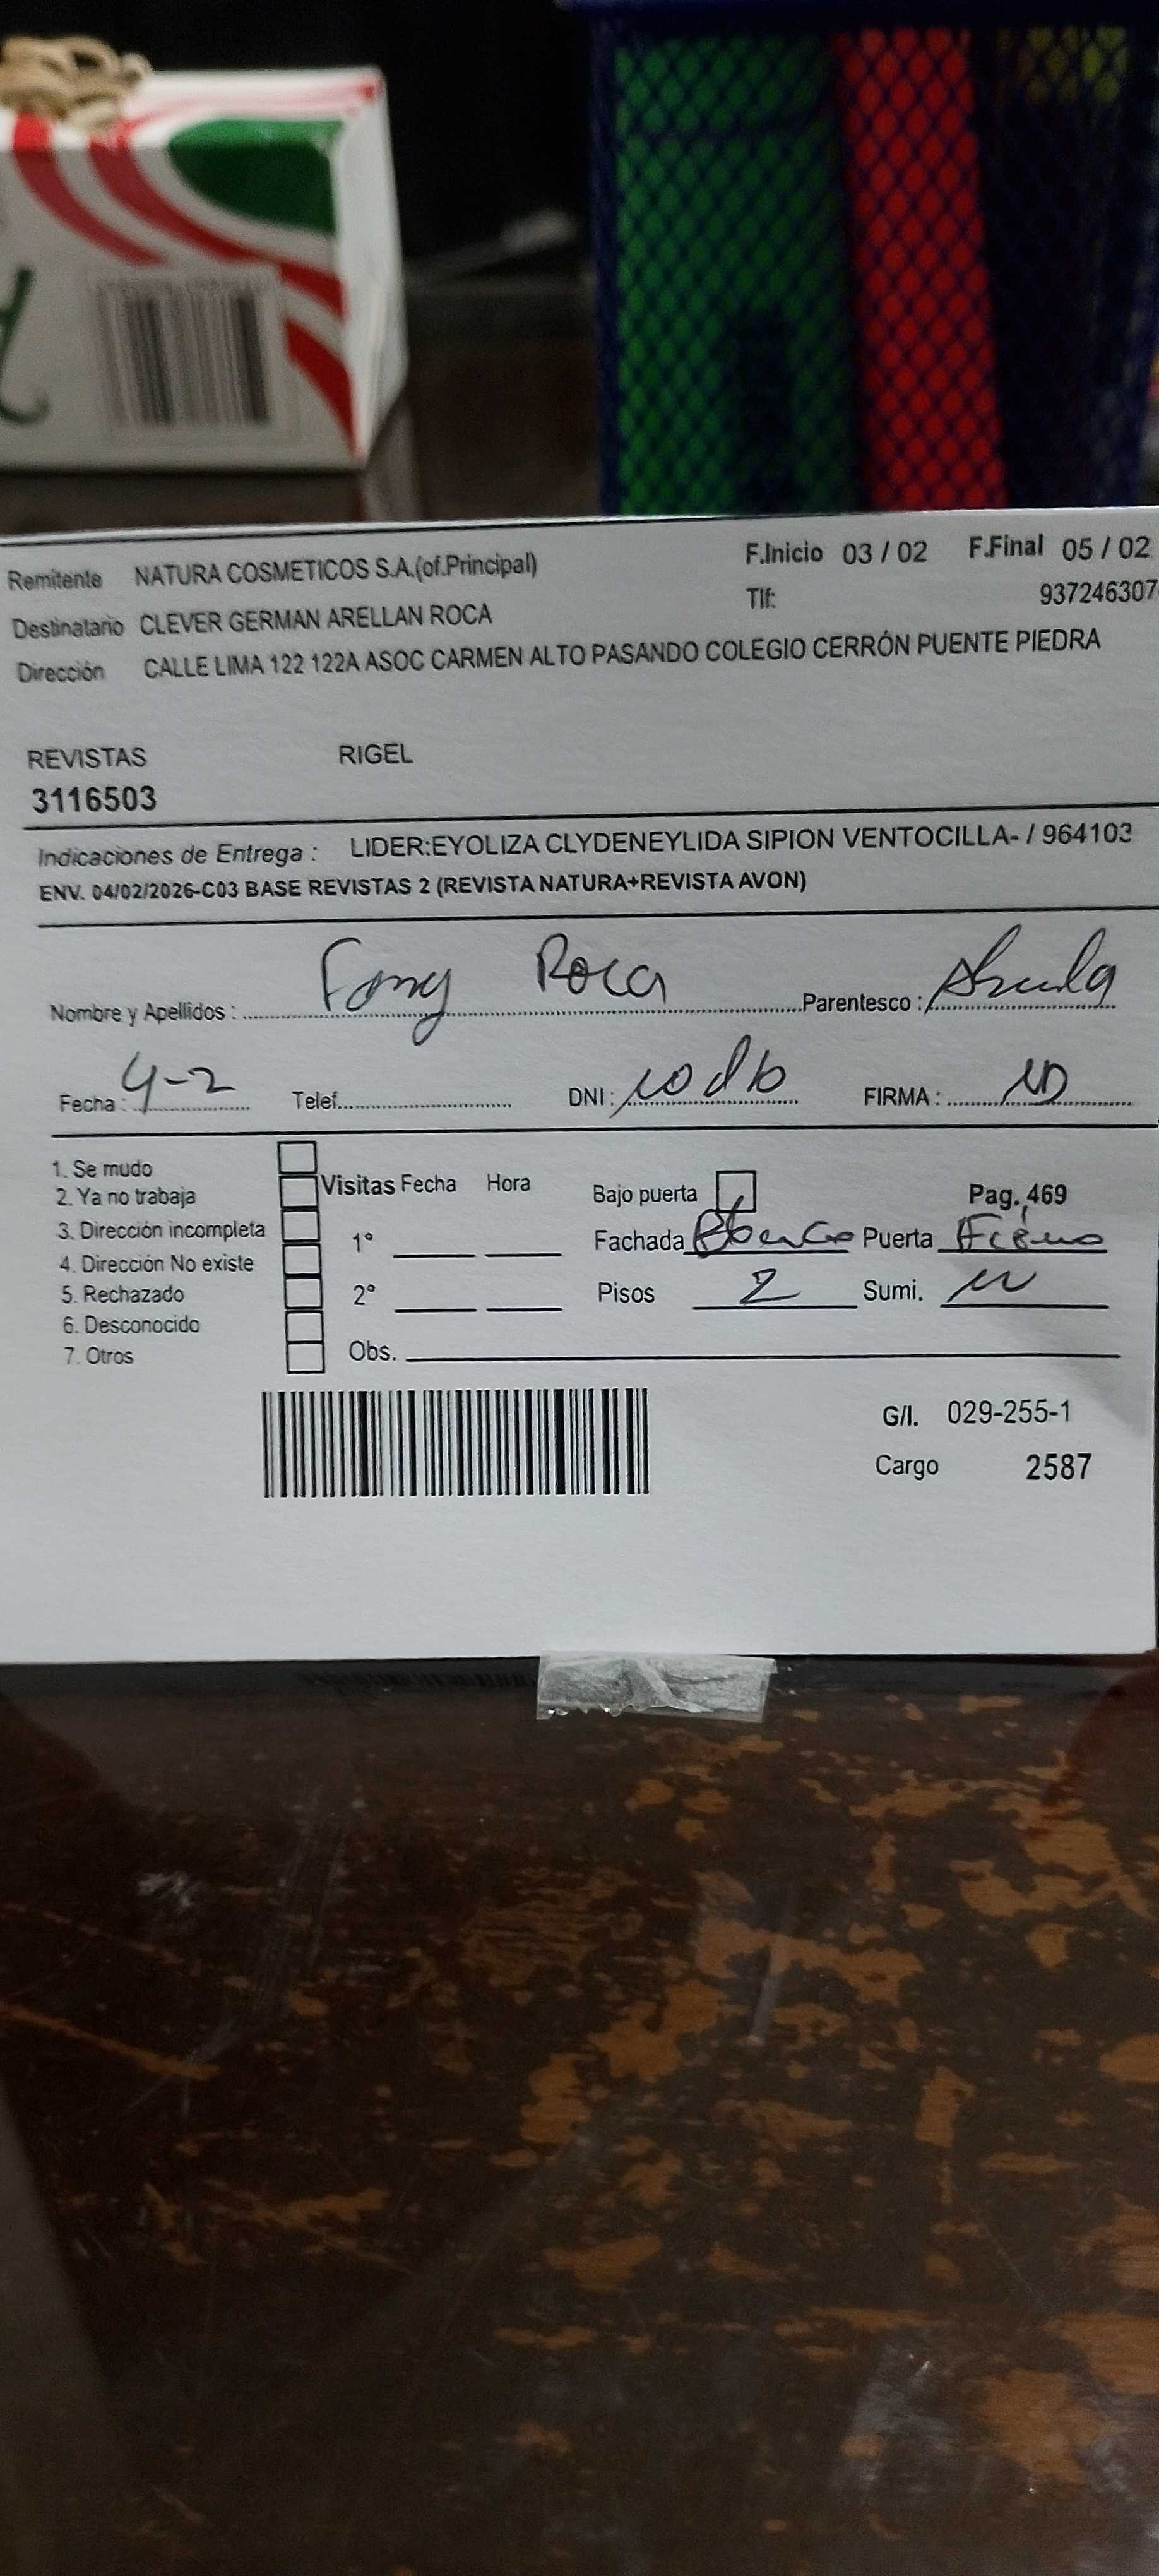 Remitente NATURA COSMETICOS S.A.(of.Principal) F.Inicio 03 / 02 F.Final 05 / 02
Destinatario CLEVER GERMAN ARELLAN ROCA Tlf: 937246307
Dirección CALLE LIMA 122 122A ASOC CARMEN ALTO PASANDO COLEGIO CERRÓN PUENTE PIEDRA
REVISTAS RIGEL
3116503
Indicaciones de Entrega : LIDER:EYOLIZA CLYDENEYLIDA SIPION VENTOCILLA- / 964103
ENV. 04/02/2026-C03 BASE REVISTAS 2 (REVISTA NATURA+REVISTA AVON)
Nombre y Apellidos : Fany Roca Parentesco :
Fecha : 4-2 Telef. DNI : FIRMA :
1. Se mudo
2. Ya no trabaja Visitas Fecha Hora Bajo puerta Pag. 469
3. Dirección incompleta 1° Fachada Blanco Puerta
4. Dirección No existe
5. Rechazado 2° Pisos 2 Sumi.
6. Desconocido
7. Otros Obs.
G/I. 029-255-1
Cargo 2587